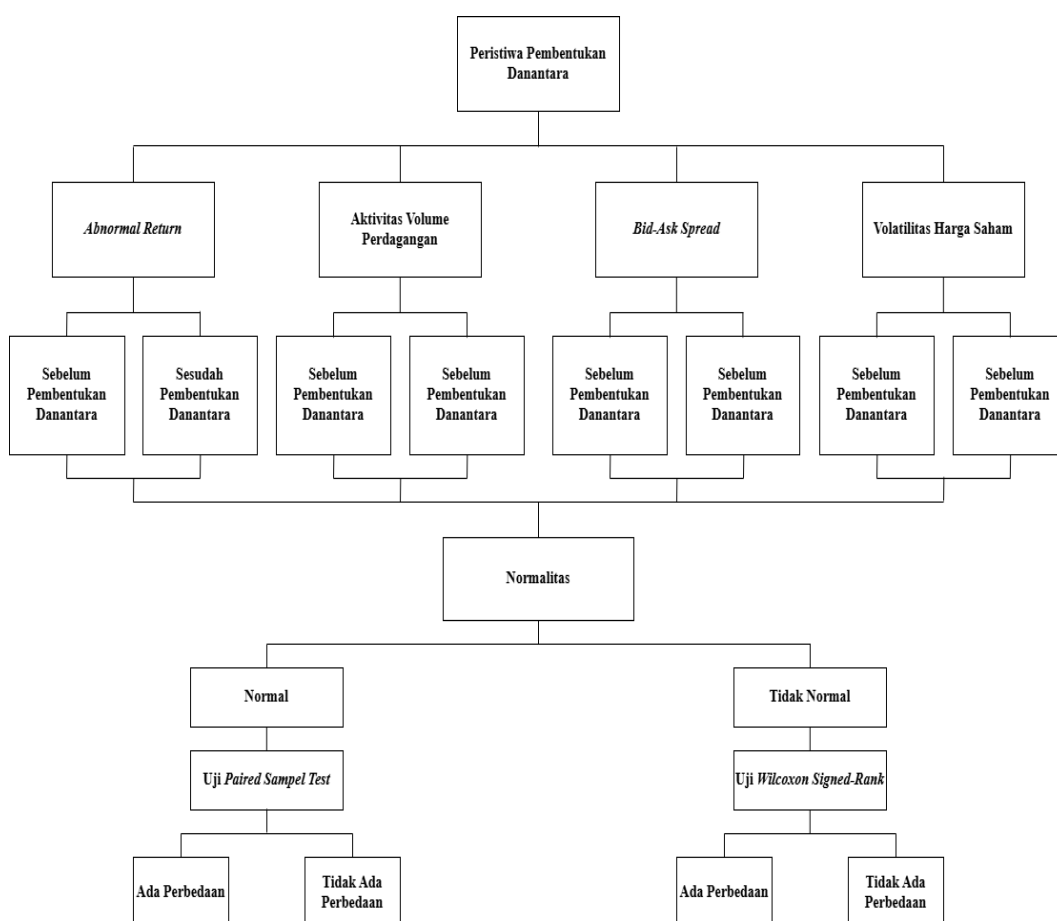 Peristiwa Pembentukan
Danantara
Abnormal Return
Aktivitas Volume
Perdagangan
Bid-Ask Spread
Volatilitas Harga Saham
Sebelum
Pembentukan
Danantara
Sesudah
Pembentukan
Danantara
Sebelum
Pembentukan
Danantara
Sebelum
Pembentukan
Danantara
Sebelum
Pembentukan
Danantara
Sebelum
Pembentukan
Danantara
Sebelum
Pembentukan
Danantara
Sebelum
Pembentukan
Danantara
Normalitas
Normal
Tidak Normal
Uji Paired Sampel Test
Uji Wilcoxon Signed-Rank
Ada Perbedaan
Tidak Ada
Perbedaan
Ada Perbedaan
Tidak Ada
Perbedaan